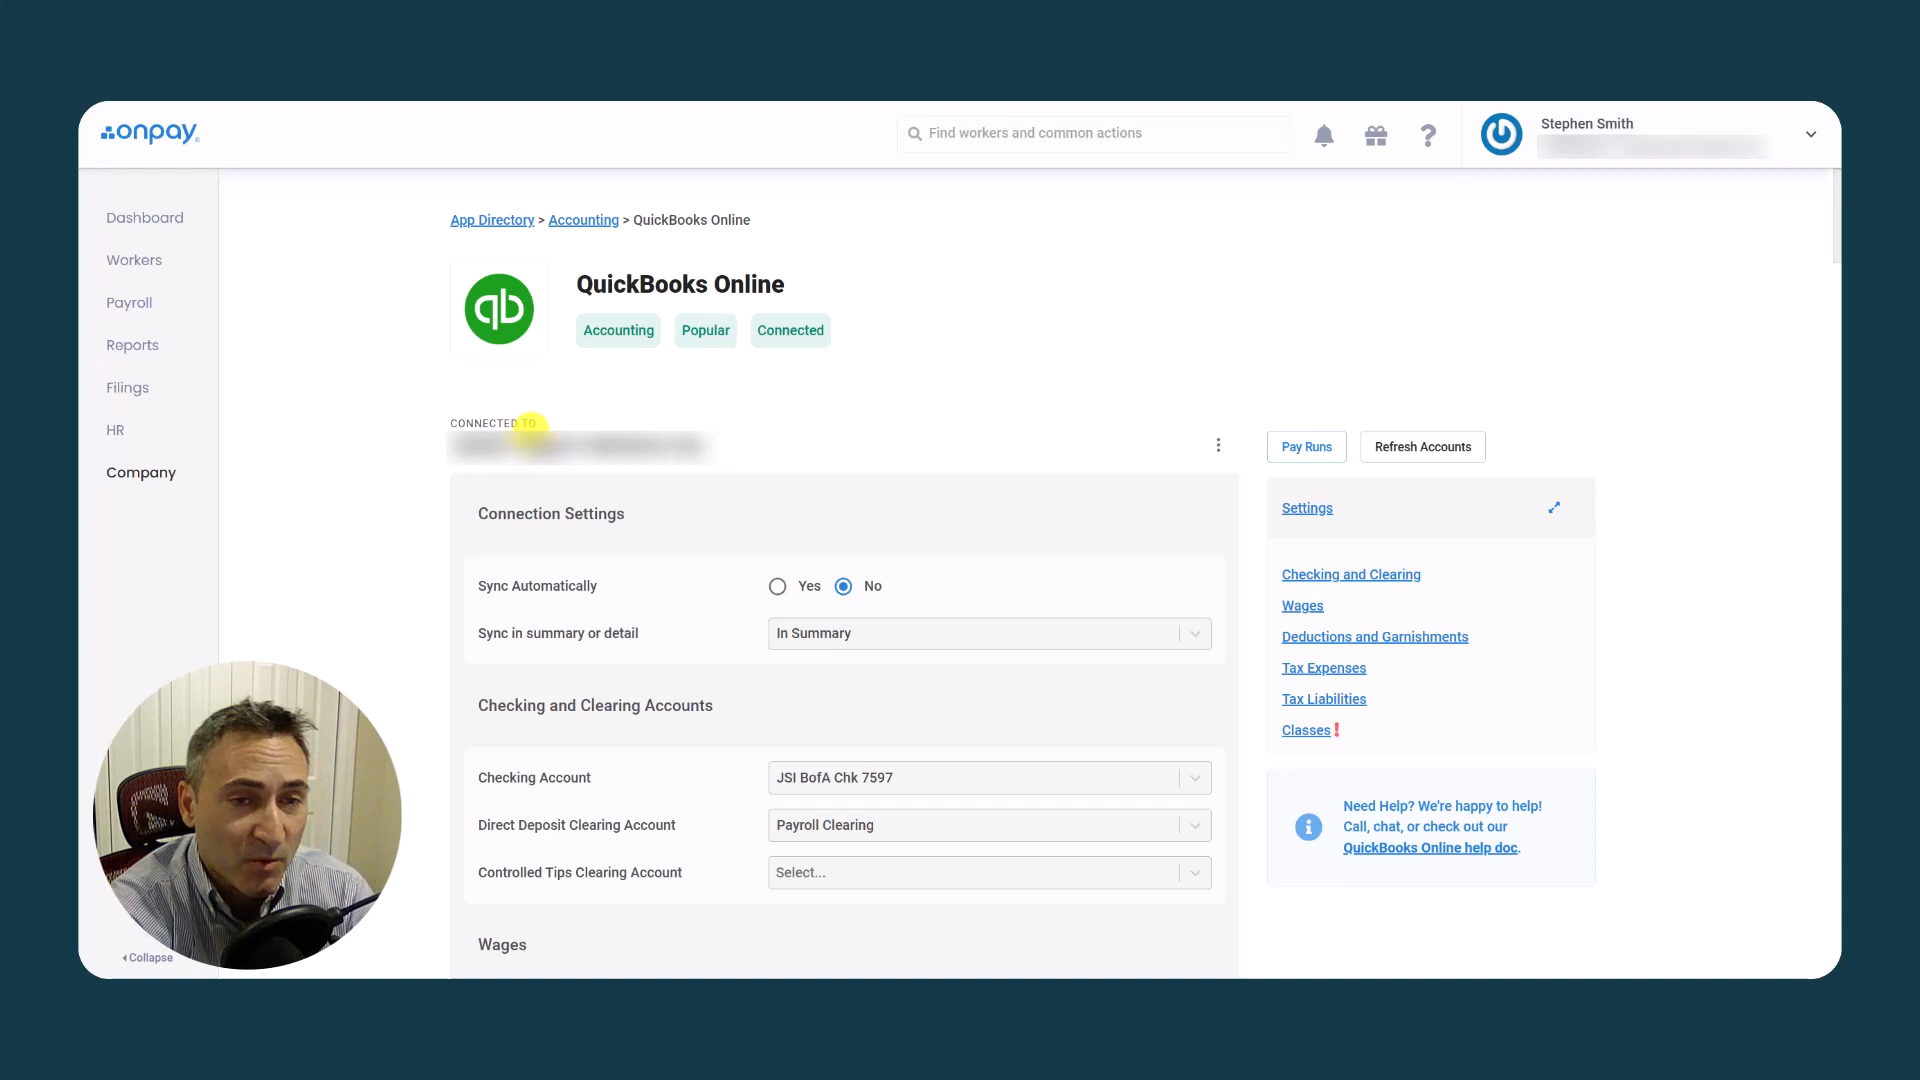 onpay
Find workers and common actions
?
Stephen Smith
Dashboard
Workers
Payroll
Reports
Filings
HR
Company
Collapse
App Directory > Accounting > QuickBooks Online
qb
QuickBooks Online
Accounting
Popular
Connected
CONNECTED TO
Connection Settings
Sync Automatically
Yes
No
Sync in summary or detail
In Summary
Checking and Clearing Accounts
Checking Account
JSI BofA Chk 7597
Direct Deposit Clearing Account
Payroll Clearing
Controlled Tips Clearing Account
Select...
Wages
Pay Runs
Refresh Accounts
Settings
Checking and Clearing
Wages
Deductions and Garnishments
Tax Expenses
Tax Liabilities
Classes!
Need Help? We're happy to help!
Call, chat, or check out our
QuickBooks Online help doc.